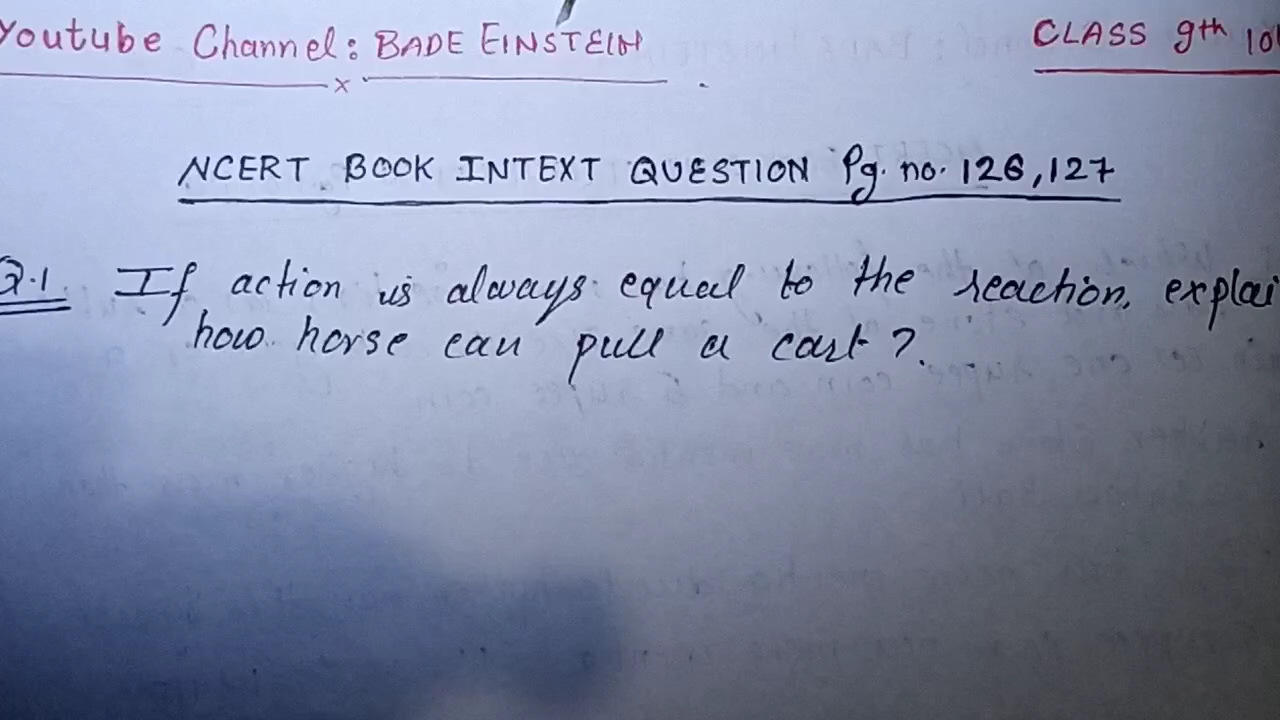 Youtube Channel: BADE EINSTEIN
CLASS 9th 10
NCERT BOOK INTEXT QUESTION Pg. no. 126,127
Q.1 If action is always equal to the reaction, explai
how horse can pull a cart?